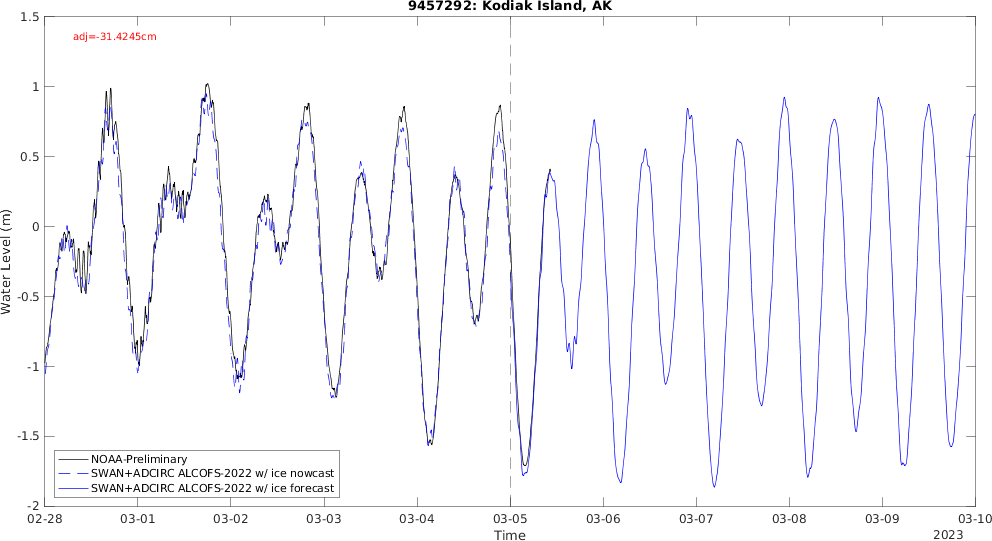 9457292: Kodiak Island, AK
adj=-31.4245cm
Water Level (m)
1.5
1
0.5
0
-0.5
-1
-1.5
-2
NOAA-Preliminary
SWAN+ADCIRC ALCOFS-2022 w/ ice nowcast
SWAN+ADCIRC ALCOFS-2022 w/ ice forecast
02-28 03-01 03-02 03-03 03-04 03-05 03-06 03-07 03-08 03-09 03-10
Time
2023